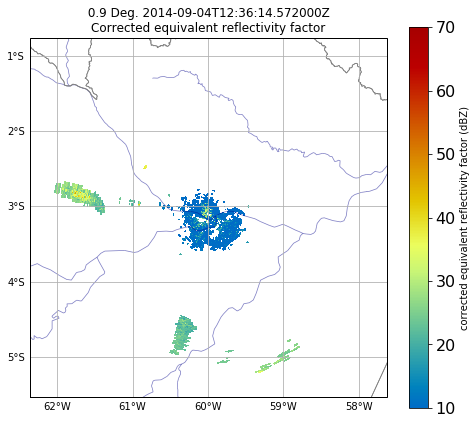 0.9 Deg. 2014-09-04T12:36:14.572000Z
Corrected equivalent reflectivity factor
1°S
2°S
3°S
4°S
5°S
62°W 61°W 60°W 59°W 58°W
70
60
50
40
30
20
10
corrected equivalent reflectivity factor (dBZ)